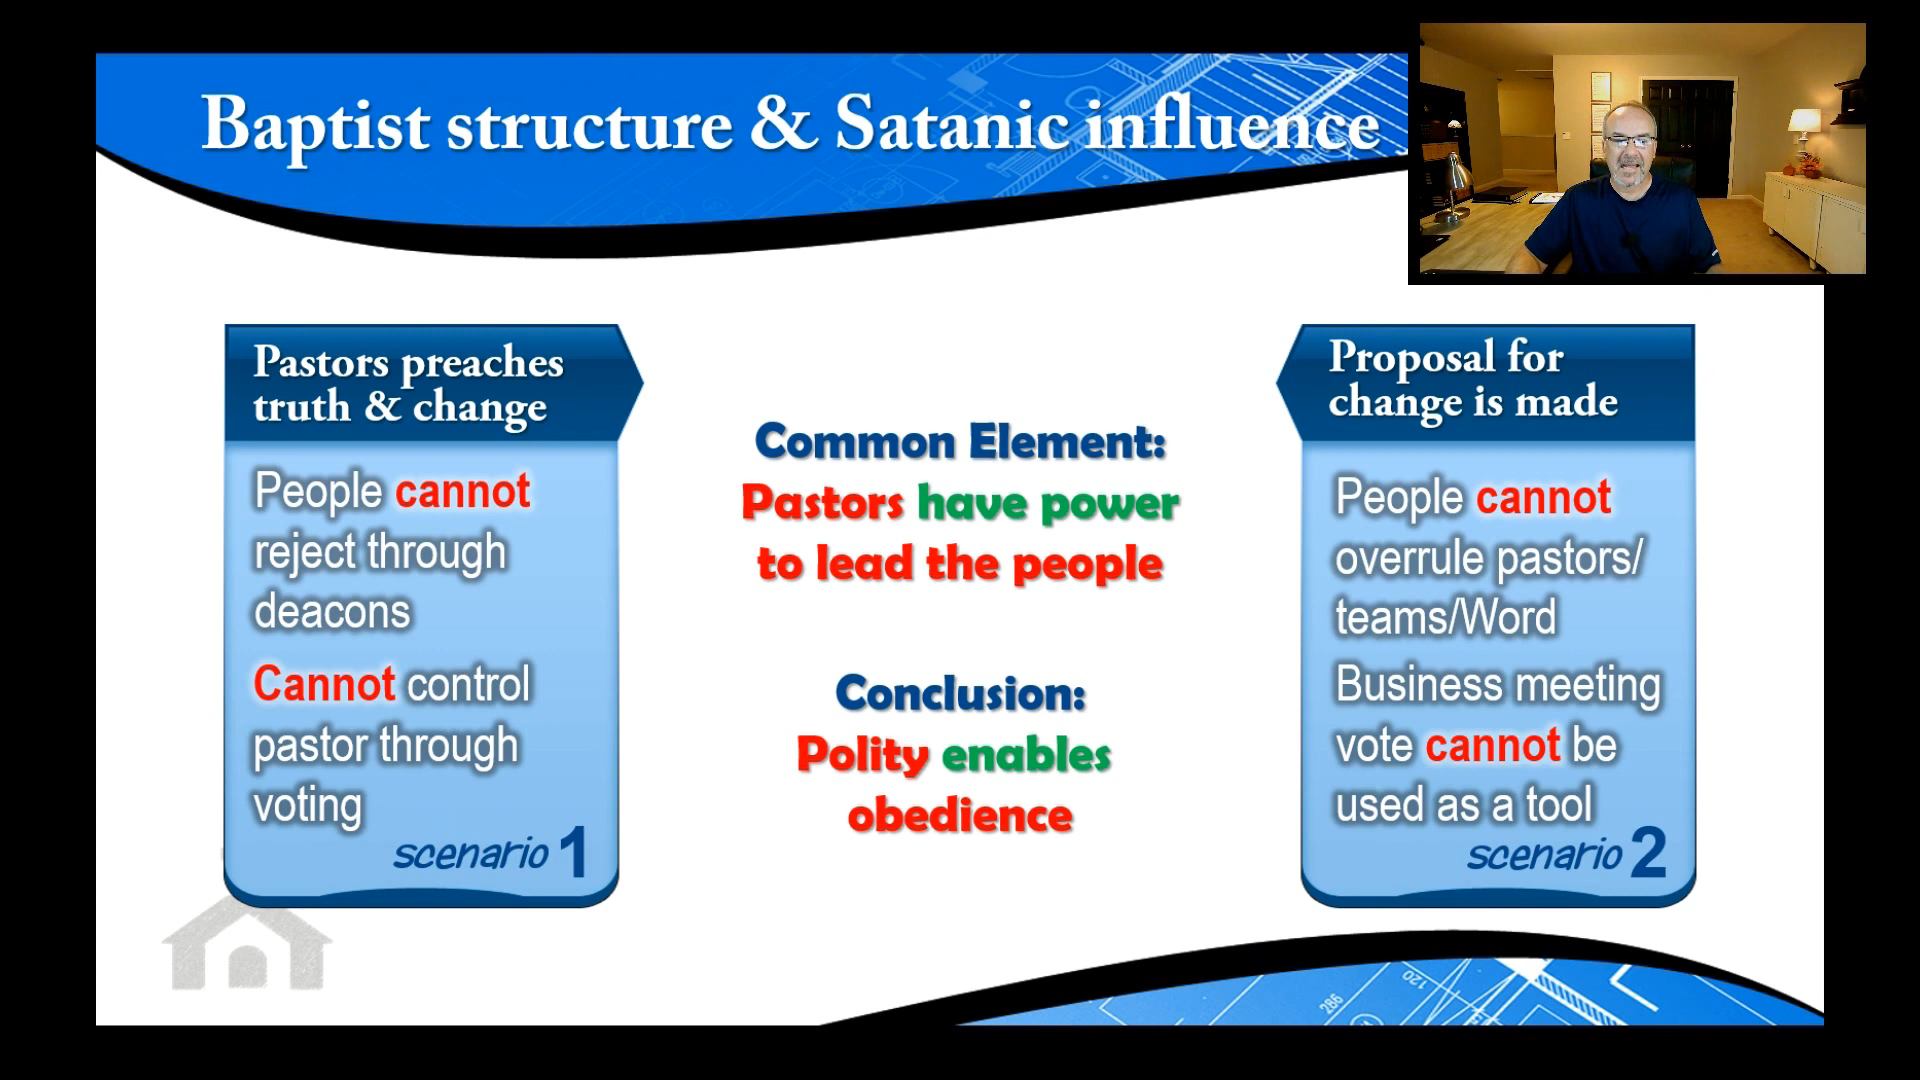 Baptist structure & Satanic influence
Pastors preaches
truth & change
People cannot
reject through
deacons
Cannot control
pastor through
voting
scenario 1
Common Element:
Pastors have power
to lead the people
Conclusion:
Polity enables
obedience
Proposal for
change is made
People cannot
overrule pastors/
teams/Word
Business meeting
vote cannot be
used as a tool
scenario 2
286
120